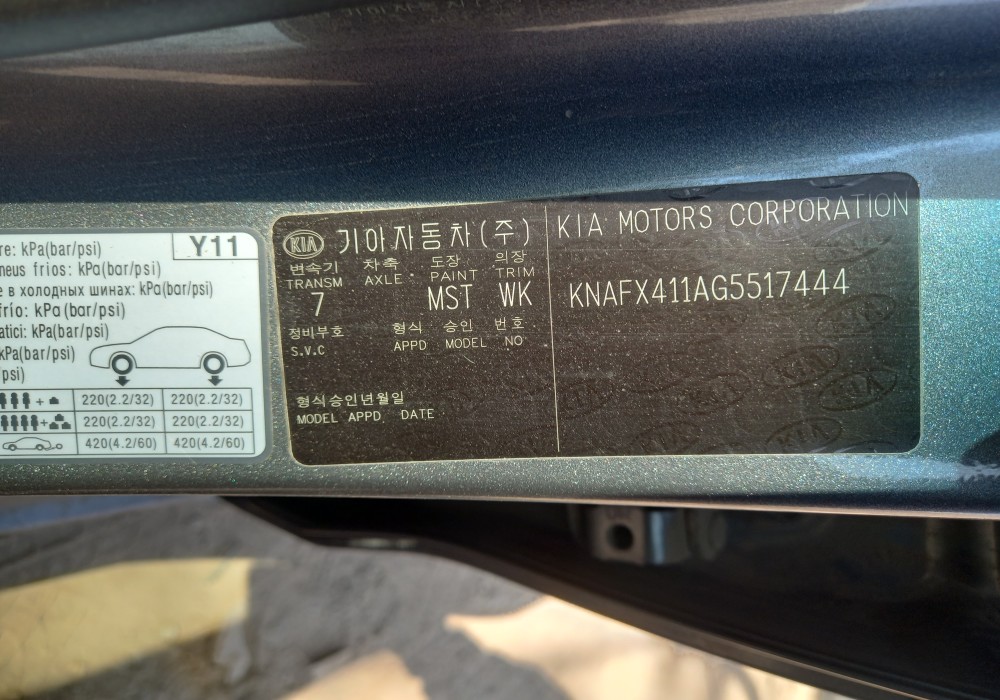 re: kPa(bar/psi)
Y11
neus frios: kPa(bar/psi)
e в холодных шинах: kPa(bar/psi)
frío: kPa(bar/psi)
atici: kPa(bar/psi)
kPa(bar/psi)
psi)
+
220(2.2/32) 220(2.2/32)
+
220(2.2/32) 220(2.2/32)
420(4.2/60) 420(4.2/60)
KIA 기아자동차(주)
변속기 차축 도장 의장
TRANSM AXLE PAINT TRIM
7 MST WK
정비부호 형식 승인 번호
S.V.C APPD MODEL NO
형식승인년월일
MODEL APPD DATE
KIA MOTORS CORPORATION
KNAFX411AG5517444
KIA
KIA
KIA